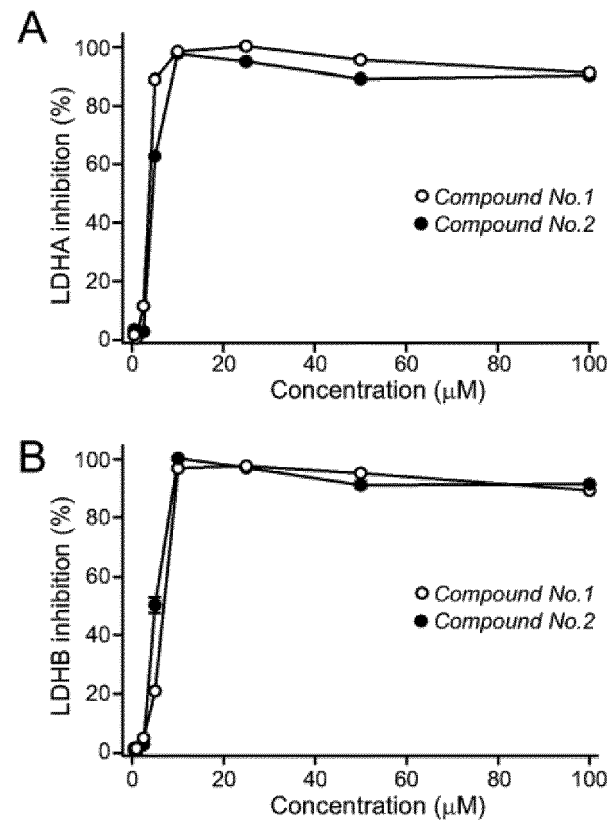 A
LDHA inhibition (%)
100
80
60
40
20
0
Compound No.1
Compound No.2
0 20 40 60 80 100
Concentration (μM)
B
LDHB inhibition (%)
100
80
60
40
20
0
Compound No.1
Compound No.2
0 20 40 60 80 100
Concentration (μM)